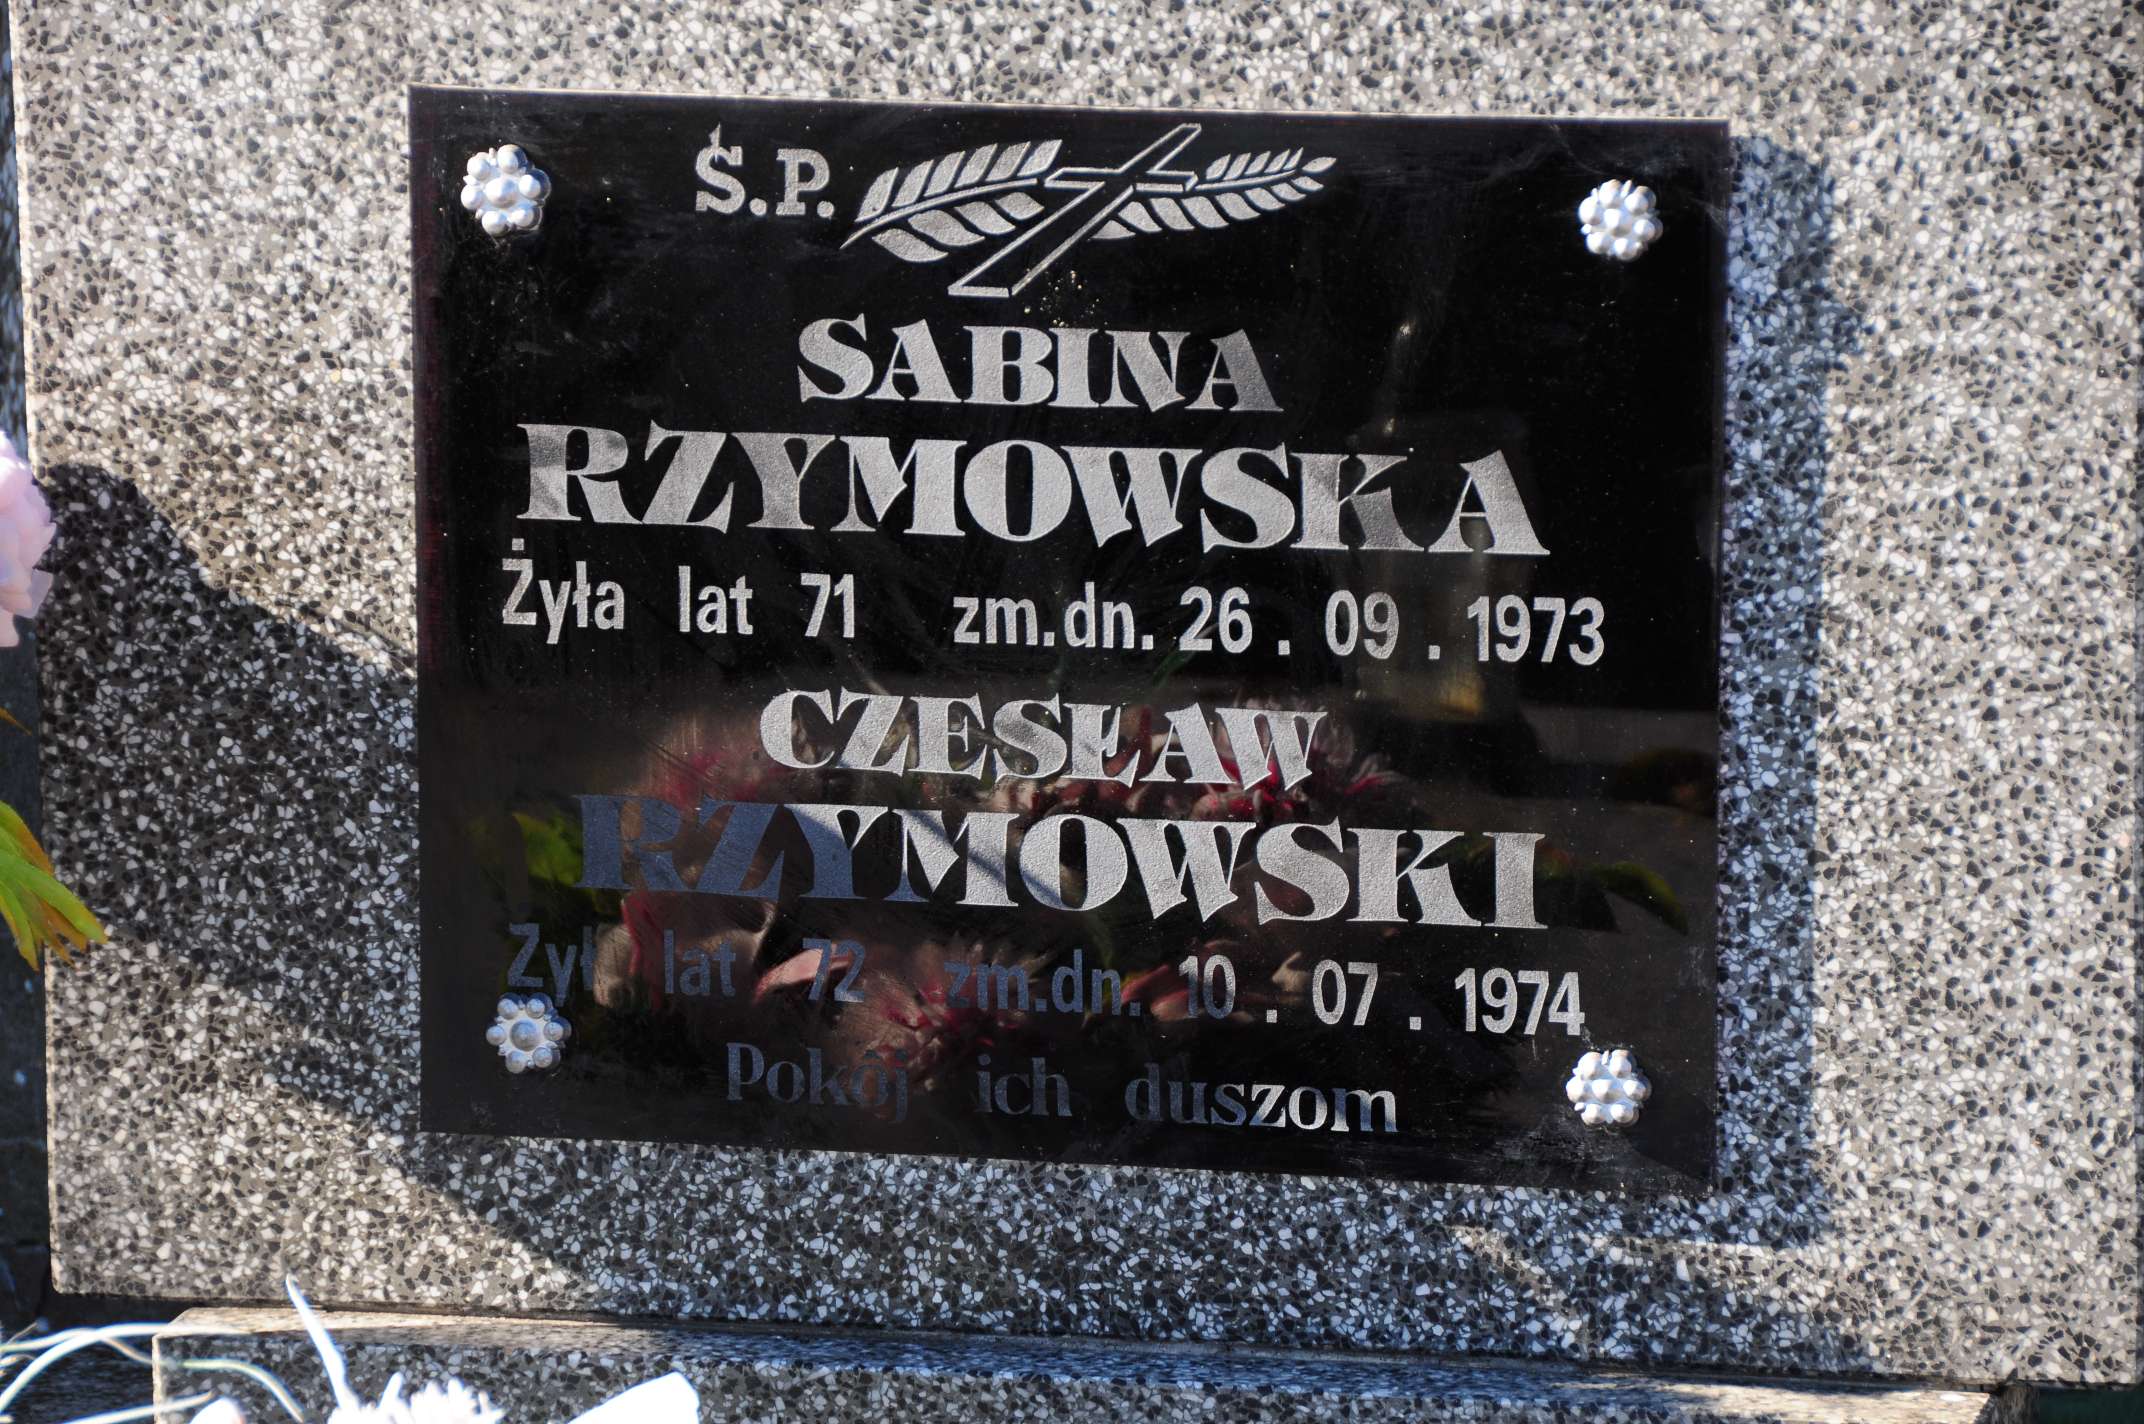 Ś.P.
SABINA
RZYMOWSKA
Żyła lat 71 zm.dn. 26.09.1973
CZESŁAW
RZYMOWSKI
Żył lat 72 zm.dn. 10.07.1974
Pokój ich duszom